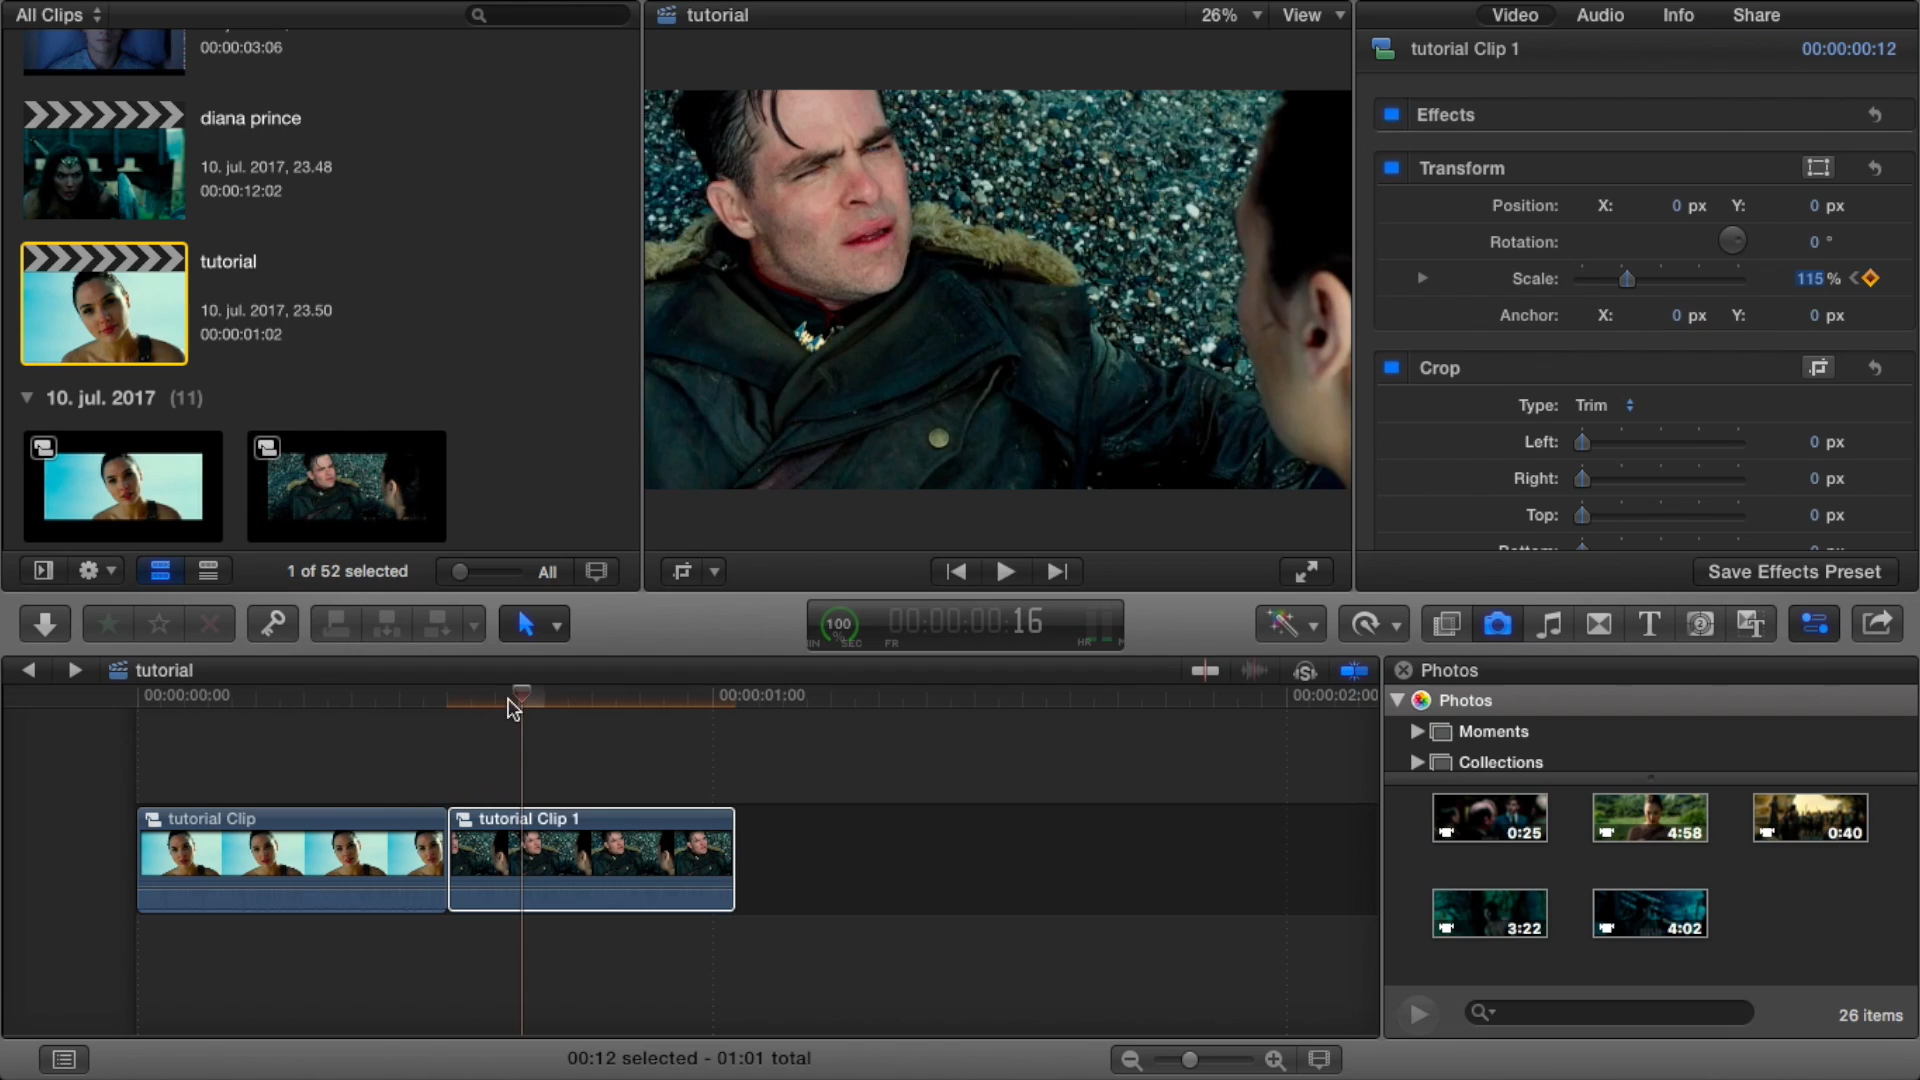 All Clips
tutorial
26%
View
Video
Audio
Info
Share
00:00:03:06
tutorial Clip 1
00:00:00:12
diana prince
10. jul. 2017, 23.48
00:00:12:02
Effects
Transform
Position: X: 0 px Y: 0 px
Rotation: 0 °
Scale: 115 %
Anchor: X: 0 px Y: 0 px
tutorial
10. jul. 2017, 23.50
00:00:01:02
Crop
Type: Trim
Left: 0 px
Right: 0 px
Top: 0 px
10. jul. 2017 (11)
1 of 52 selected
All
Save Effects Preset
100
%
00:00:00:16
MIN SEC FR HR M
tutorial
00:00:00:00
00:00:01:00
00:00:02:00
tutorial Clip
tutorial Clip 1
Photos
Photos
Moments
Collections
0:25
4:58
0:40
3:22
4:02
26 items
00:12 selected - 01:01 total